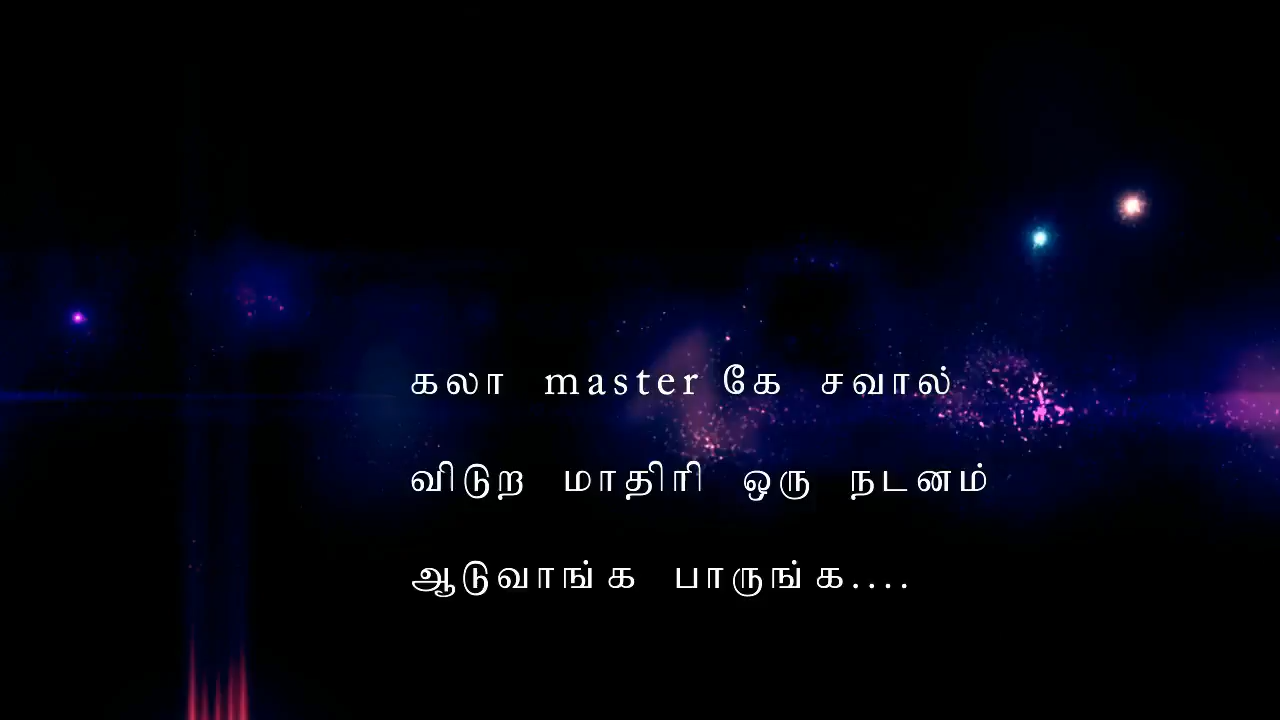 கலா master கே சவால்
விடுற மாதிரி ஒரு நடனம்
ஆடுவாங்க பாருங்க....